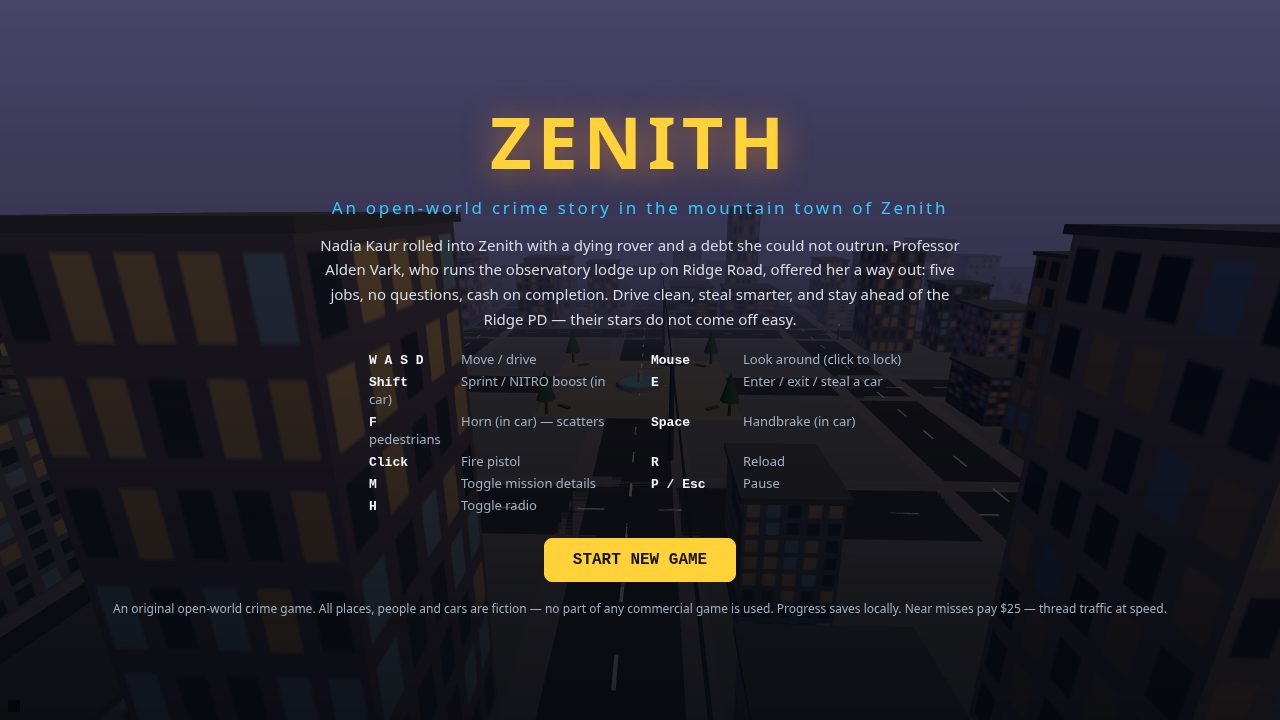 ZENITH
An open-world crime story in the mountain town of Zenith
Nadia Kaur rolled into Zenith with a dying rover and a debt she could not outrun. Professor
Alden Vark, who runs the observatory lodge up on Ridge Road, offered her a way out: five
jobs, no questions, cash on completion. Drive clean, steal smarter, and stay ahead of the
Ridge PD — their stars do not come off easy.
W A S D Move / drive Mouse Look around (click to lock)
Shift Sprint / NITRO boost (in E Enter / exit / steal a car
car)
F Horn (in car) — scatters Space Handbrake (in car)
pedestrians
Click Fire pistol R Reload
M Toggle mission details P / Esc Pause
H Toggle radio
START NEW GAME
An original open-world crime game. All places, people and cars are fiction — no part of any commercial game is used. Progress saves locally. Near misses pay $25 — thread traffic at speed.